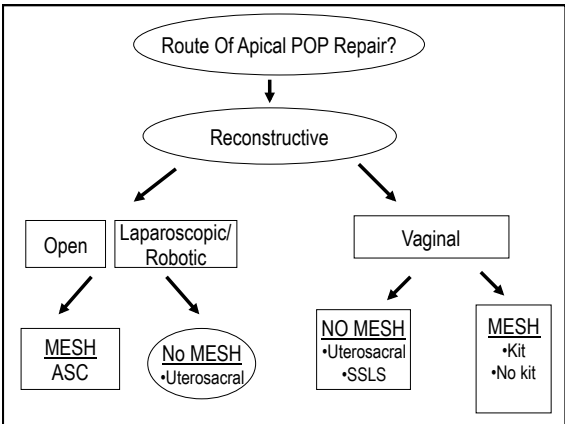 Route Of Apical POP Repair?
Reconstructive
Open
Laparoscopic/
Robotic
Vaginal
MESH
ASC
No MESH
•Uterosacral
NO MESH
•Uterosacral
•SSLS
MESH
•Kit
•No kit